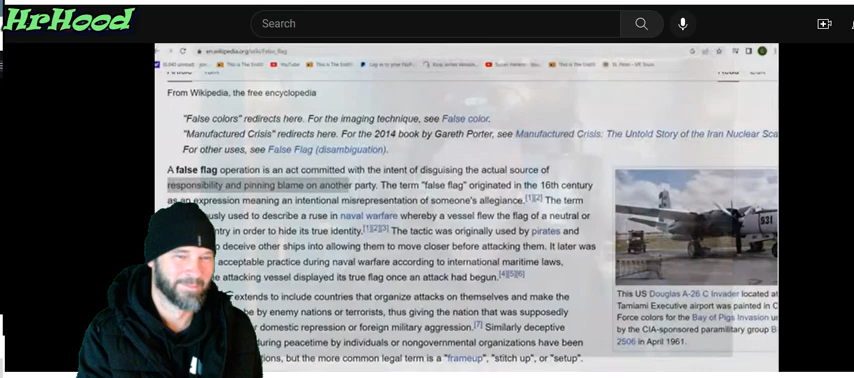 HrHood
Search
en.wikipedia.org/wiki/False_flag
YouTube
From Wikipedia, the free encyclopedia
"False colors" redirects here. For the imaging technique, see False color.
"Manufactured Crisis" redirects here. For the 2014 book by Gareth Porter, see Manufactured Crisis: The Untold Story of the Iran Nuclear Sca
For other uses, see False Flag (disambiguation).
A false flag operation is an act committed with the intent of disguising the actual source of
responsibility and pinning blame on another party. The term "false flag" originated in the 16th century
as an expression meaning an intentional misrepresentation of someone's allegiance.[1][2] The term
usly used to describe a ruse in naval warfare whereby a vessel flew the flag of a neutral or
ntry in order to hide its true identity.[1][2][3] The tactic was originally used by pirates and
o deceive other ships into allowing them to move closer before attacking them. It later was
acceptable practice during naval warfare according to international maritime laws,
e attacking vessel displayed its true flag once an attack had begun.[4][5][6]
extends to include countries that organize attacks on themselves and make the
be by enemy nations or terrorists, thus giving the nation that was supposedly
r domestic repression or foreign military aggression.[7] Similarly deceptive
during peacetime by individuals or nongovernmental organizations have been
tions, but the more common legal term is a "frameup", "stitch up", or "setup".
531
This US Douglas A-26 C Invader located at
Tamiami Executive airport was painted in C
Force colors for the Bay of Pigs Invasion u
by the CIA-sponsored paramilitary group B
2506 in April 1961.